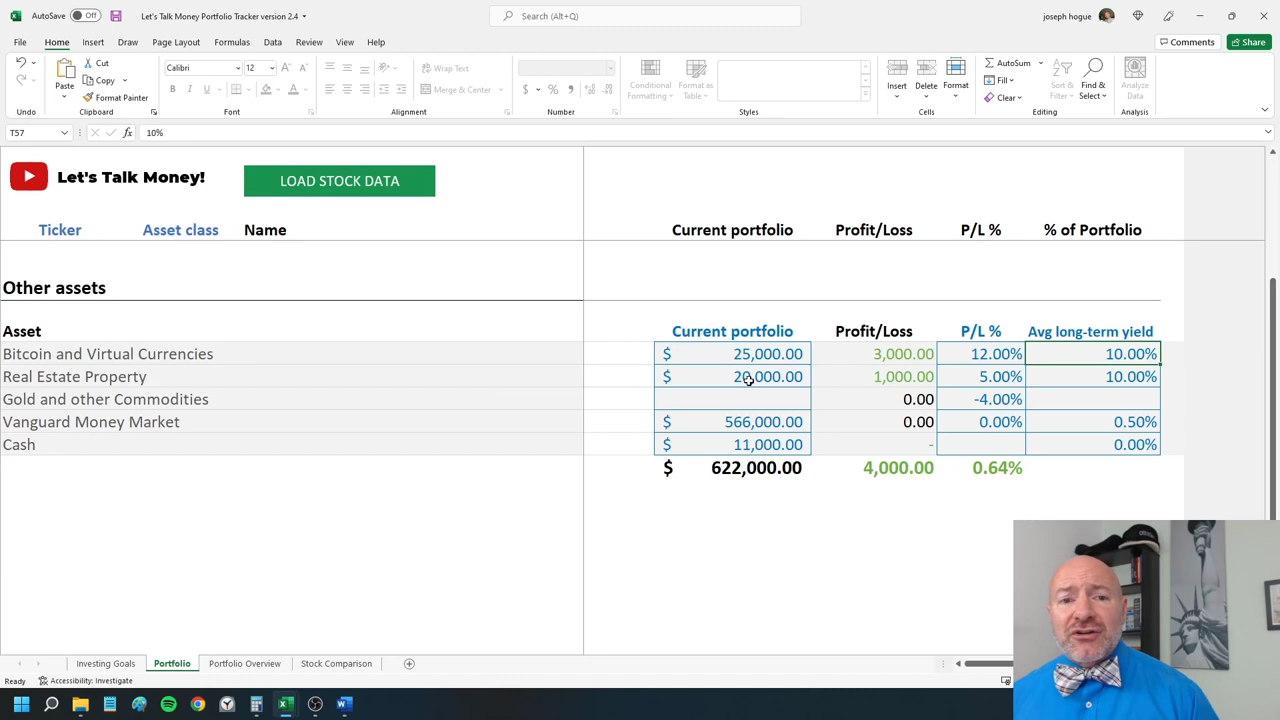 AutoSave Off Let's Talk Money Portfolio Tracker version 2.4 Search (Alt+Q) joseph hogue
File Home Insert Draw Page Layout Formulas Data Review View Help Comments Share
Paste Cut Copy Format Painter Calibri 12 Wrap Text Merge & Center Conditional Formatting Format as Table Insert Delete Format AutoSum Fill Clear Sort & Filter Find & Select Analyze Data
Undo Clipboard Font Alignment Number Styles Cells Editing Analysis
T57 fx 10%
Let's Talk Money! LOAD STOCK DATA
Ticker Asset class Name Current portfolio Profit/Loss P/L % % of Portfolio
Other assets
Asset Current portfolio Profit/Loss P/L % Avg long-term yield
Bitcoin and Virtual Currencies $ 25,000.00 3,000.00 12.00% 10.00%
Real Estate Property $ 20,000.00 1,000.00 5.00% 10.00%
Gold and other Commodities 0.00 -4.00%
Vanguard Money Market $ 566,000.00 0.00 0.00% 0.50%
Cash $ 11,000.00 - 0.00%
$ 622,000.00 4,000.00 0.64%
Investing Goals Portfolio Portfolio Overview Stock Comparison
Ready Accessibility: Investigate